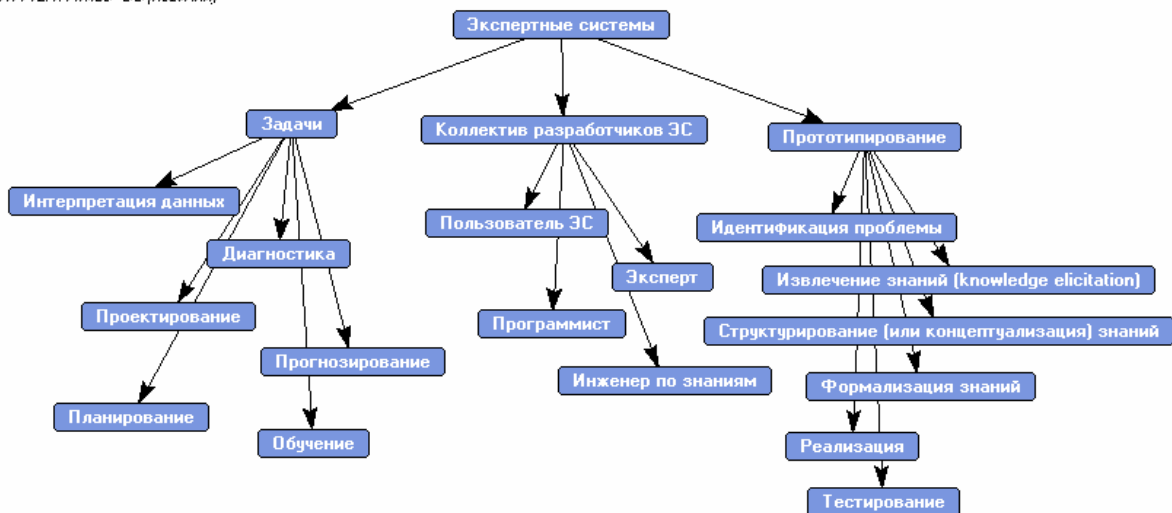 Экспертные системы
Задачи
Коллектив разработчиков ЭС
Прототипирование
Интерпретация данных
Диагностика
Проектирование
Прогнозирование
Планирование
Обучение
Пользователь ЭС
Эксперт
Программист
Инженер по знаниям
Идентификация проблемы
Извлечение знаний (knowledge elicitation)
Структурирование (или концептуализация) знаний
Формализация знаний
Реализация
Тестирование